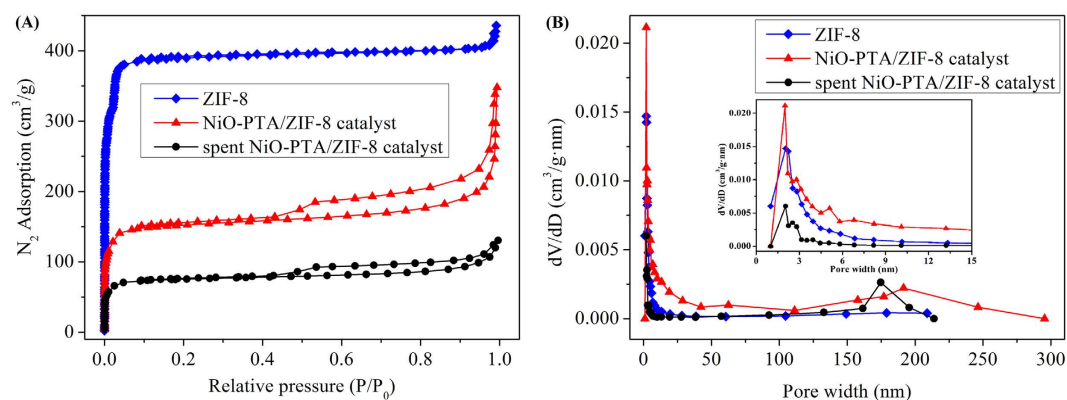 (A)
N₂ Adsorption (cm³/g)
400
300
200
100
0
ZIF-8
NiO-PTA/ZIF-8 catalyst
spent NiO-PTA/ZIF-8 catalyst
0.0 0.2 0.4 0.6 0.8 1.0
Relative pressure (P/P₀)
(B)
dV/dD (cm³/g·nm)
0.020
0.015
0.010
0.005
0.000
ZIF-8
NiO-PTA/ZIF-8 catalyst
spent NiO-PTA/ZIF-8 catalyst
dV/dD (cm³/g·nm)
0.020
0.015
0.010
0.005
0.000
0 3 6 9 12 15
Pore width (nm)
0 50 100 150 200 250 300
Pore width (nm)